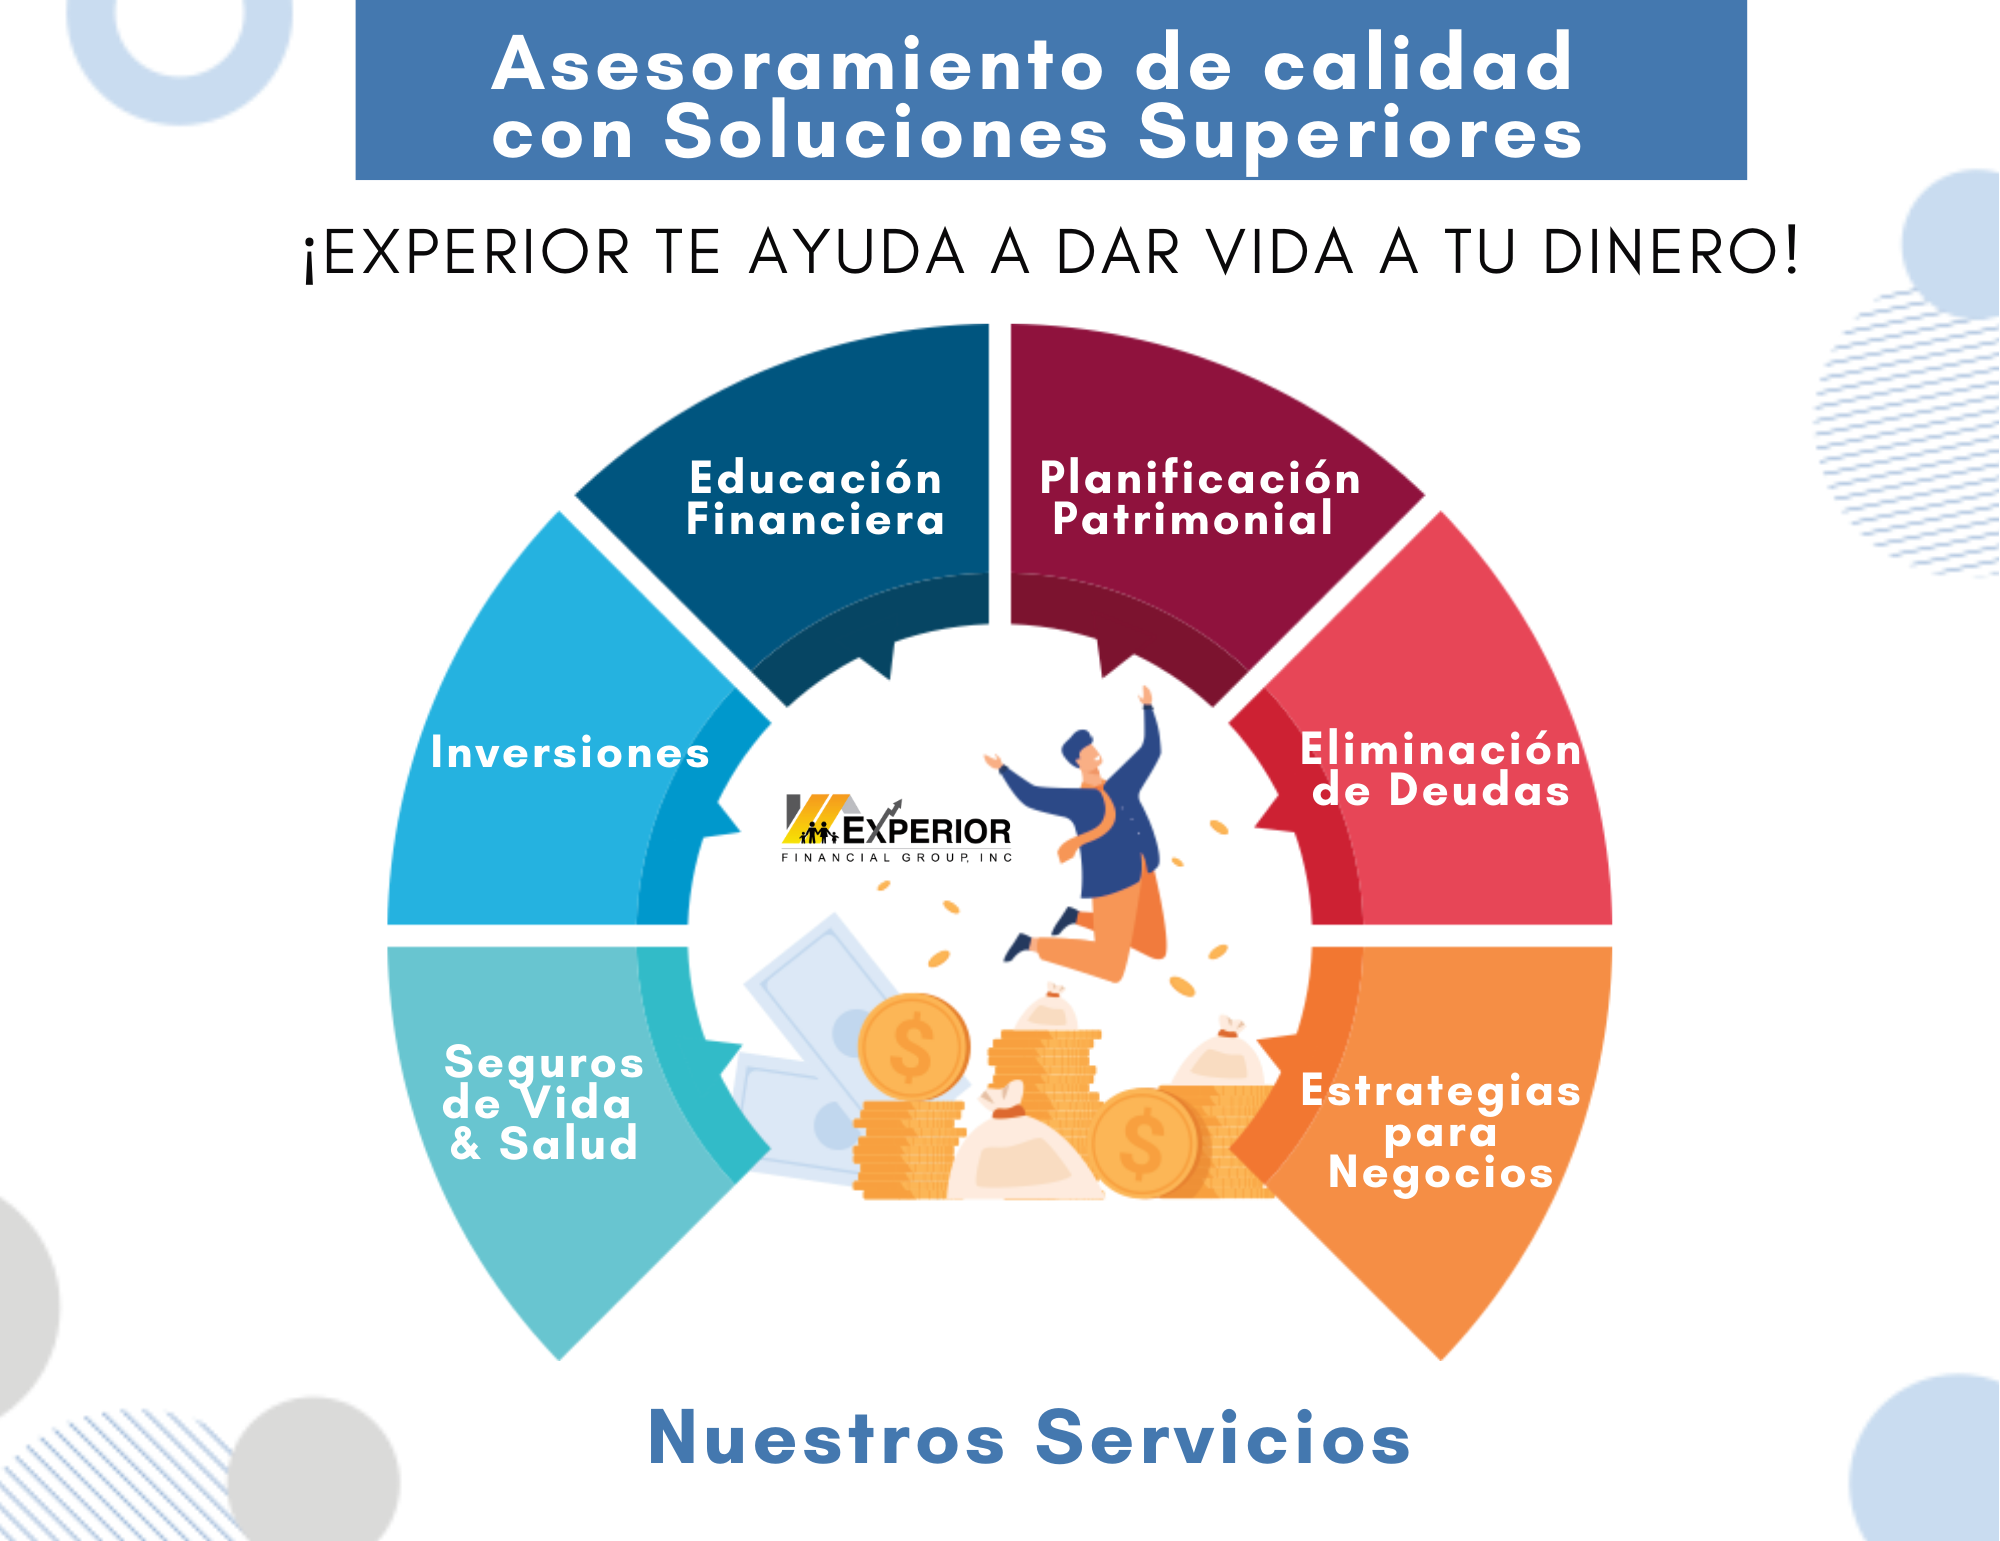 Asesoramiento de calidad
con Soluciones Superiores
¡EXPERIOR TE AYUDA A DAR VIDA A TU DINERO!
Educación
Financiera
Planificación
Patrimonial
Inversiones
Eliminación
de Deudas
EXPERIOR
FINANCIAL GROUP, INC
$
$
Seguros
de Vida
& Salud
Estrategias
para
Negocios
Nuestros Servicios